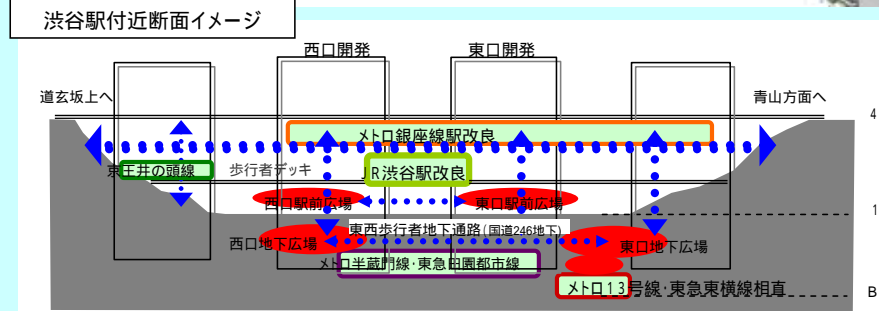 渋谷駅付近断面イメージ
西口開発
東口開発
道玄坂上へ
青山方面へ
4
メトロ銀座線駅改良
京王井の頭線
歩行者デッキ
JR渋谷駅改良
西口駅前広場
東口駅前広場
1
東西歩行者地下通路(国道246地下)
西口地下広場
東口地下広場
メトロ半蔵門線・東急田園都市線
メトロ13号線・東急東横線相直
B